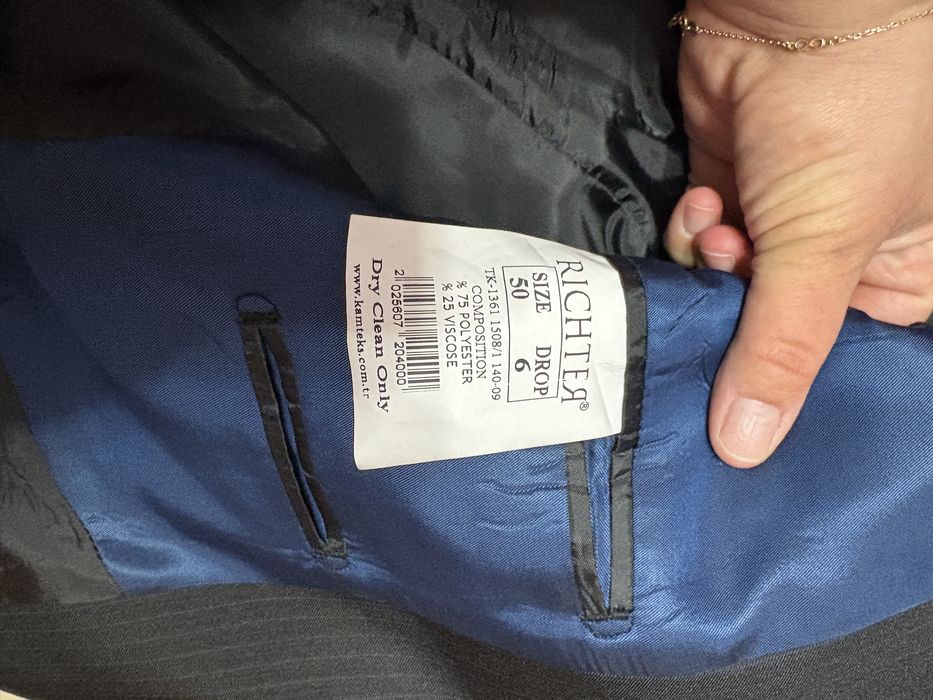 RICHTER®
SIZE DROP
50 6
TK-1361 1508/1 140-09
COMPOSITION
% 75 POLYESTER
% 25 VISCOSE
2 025607 204000
Dry Clean Only
www.kamteks.com.tr